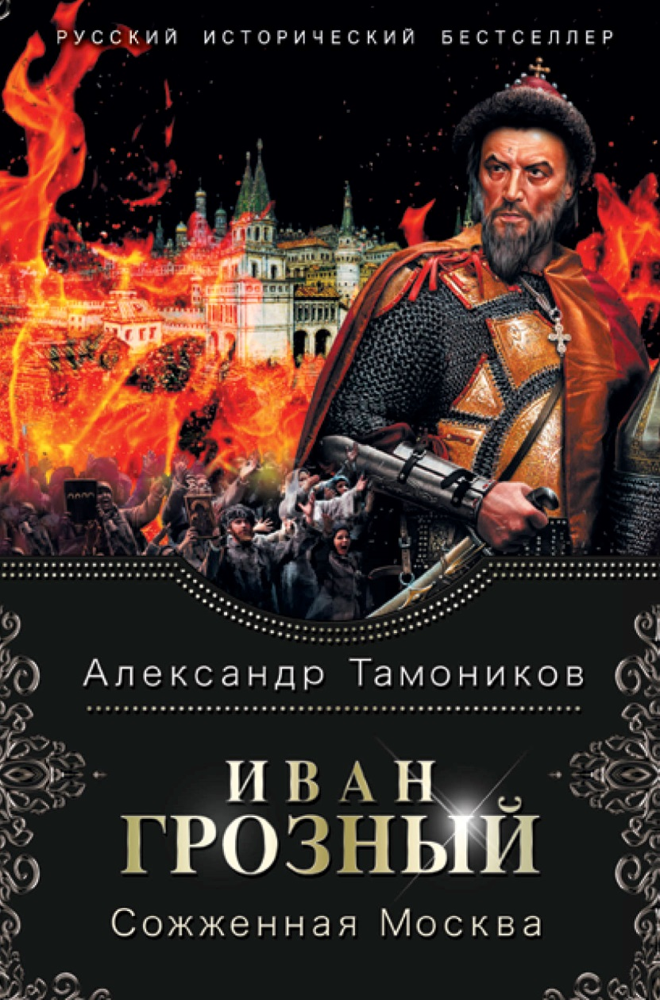 РУССКИЙ ИСТОРИЧЕСКИЙ БЕСТСЕЛЛЕР
Александр Тамоников
ИВАН
ГРОЗНЫЙ
Сожженная Москва